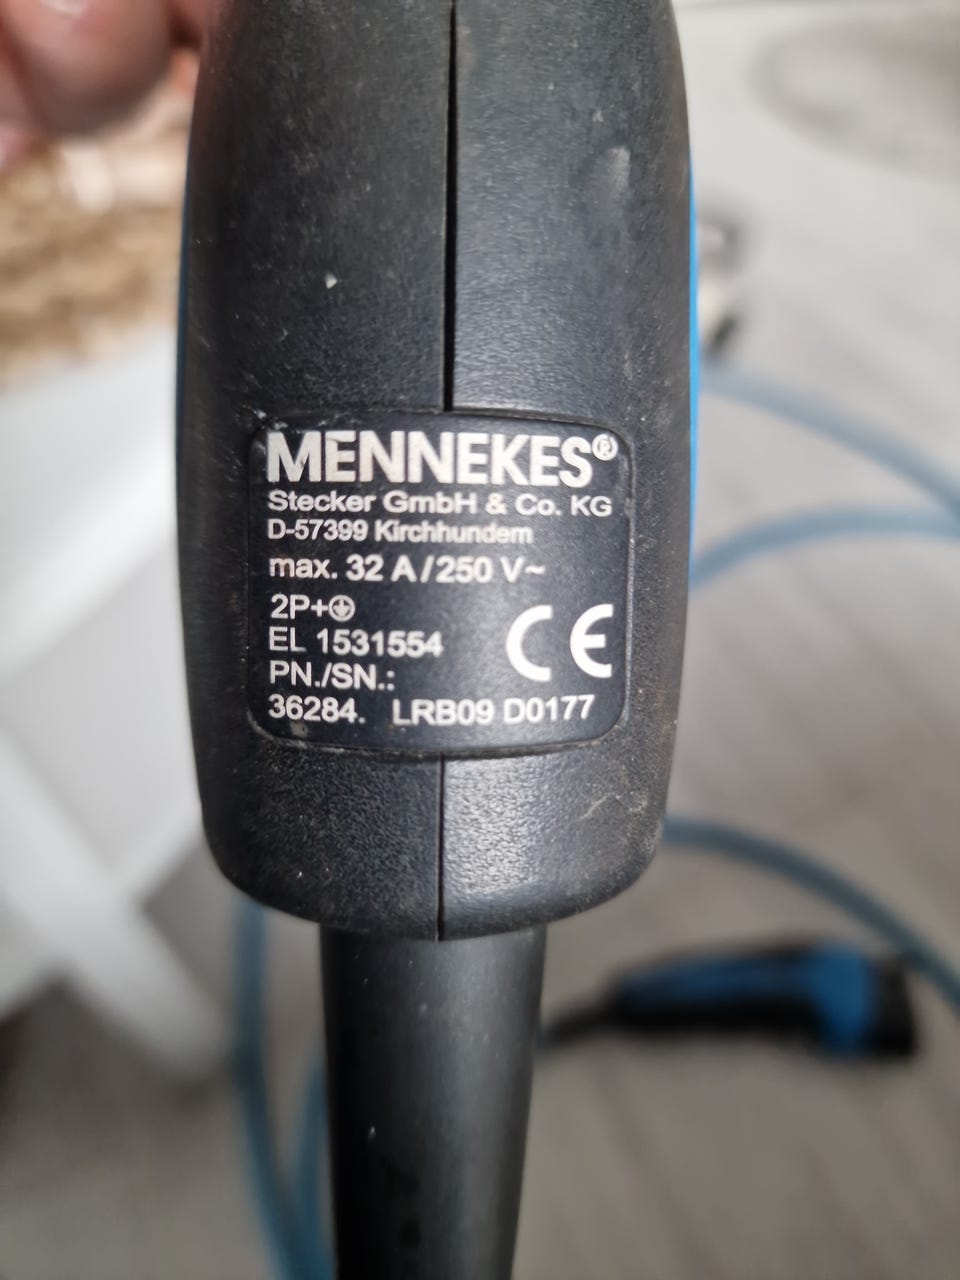 MENNEKES®
Stecker GmbH & Co. KG
D-57399 Kirchhundem
max. 32 A/250 V~
2P+⏚
EL 1531554
PN./SN.:
36284. LRB09 D0177
CE